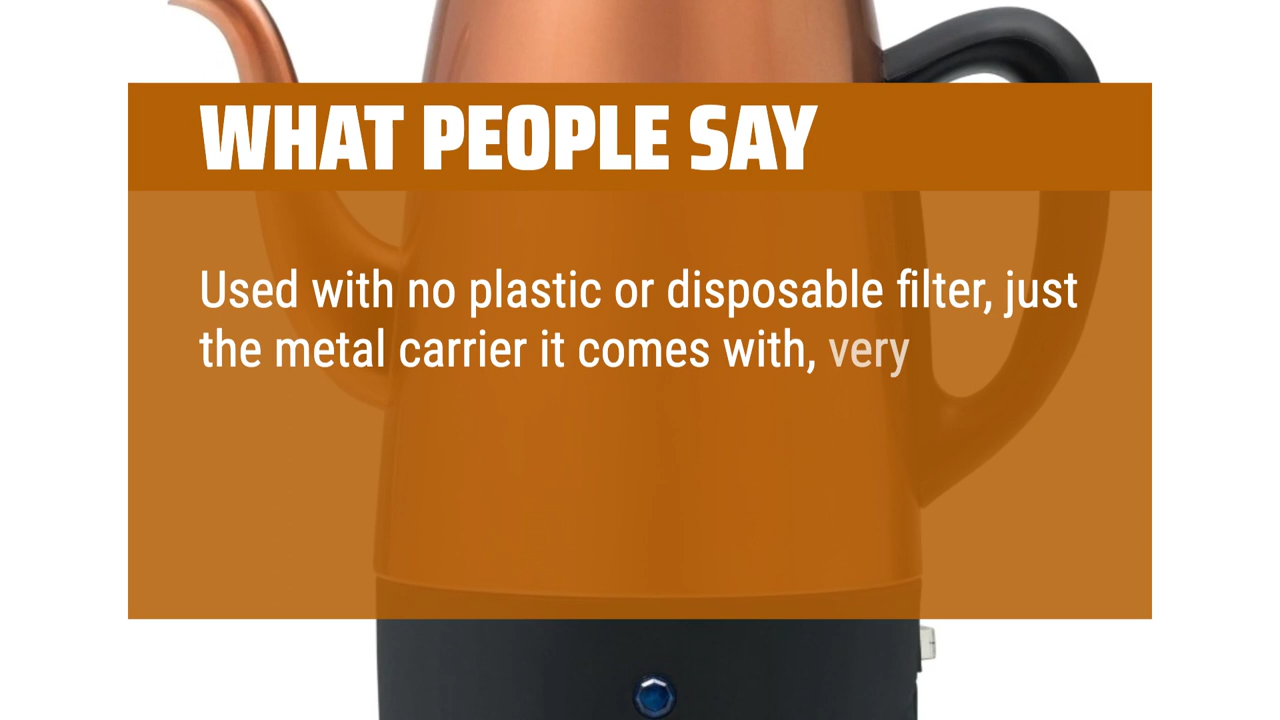 WHAT PEOPLE SAY
Used with no plastic or disposable filter, just
the metal carrier it comes with, very